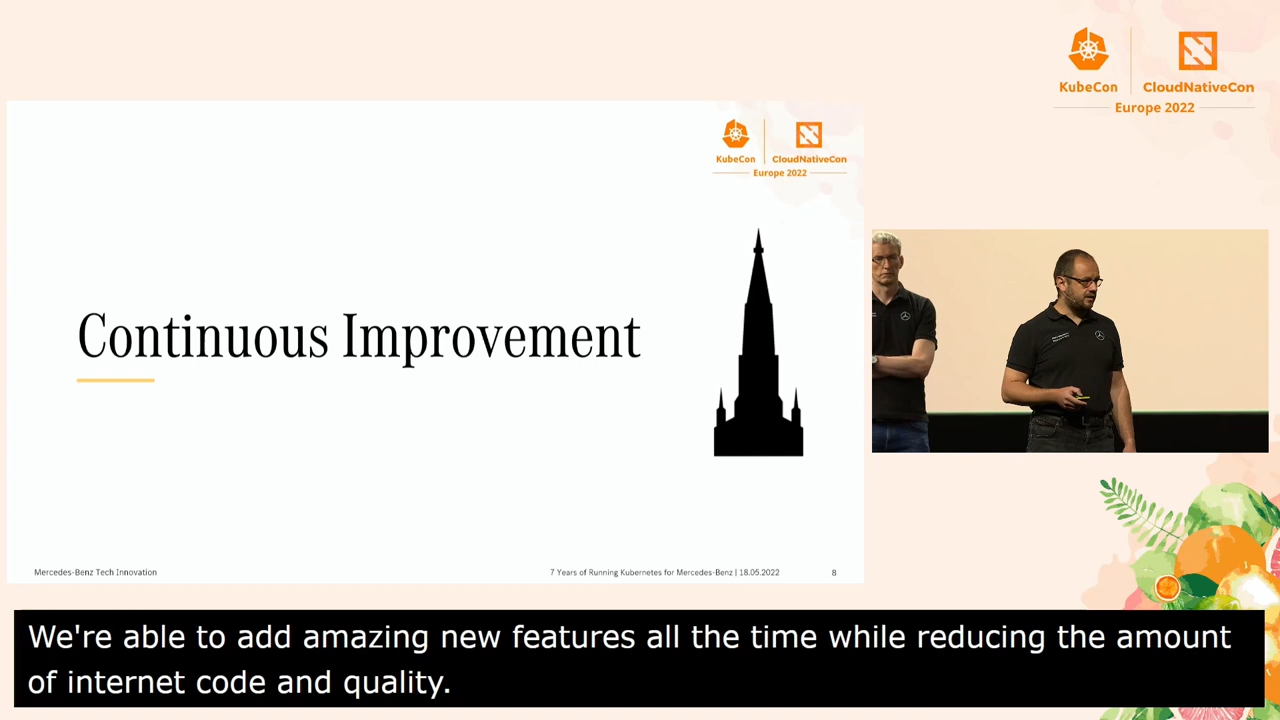 KubeCon
CloudNativeCon
Europe 2022
KubeCon
CloudNativeCon
Europe 2022
Continuous Improvement
Mercedes-Benz Tech Innovation
7 Years of Running Kubernetes for Mercedes-Benz | 18.05.2022
8
We're able to add amazing new features all the time while reducing the amount
of internet code and quality.